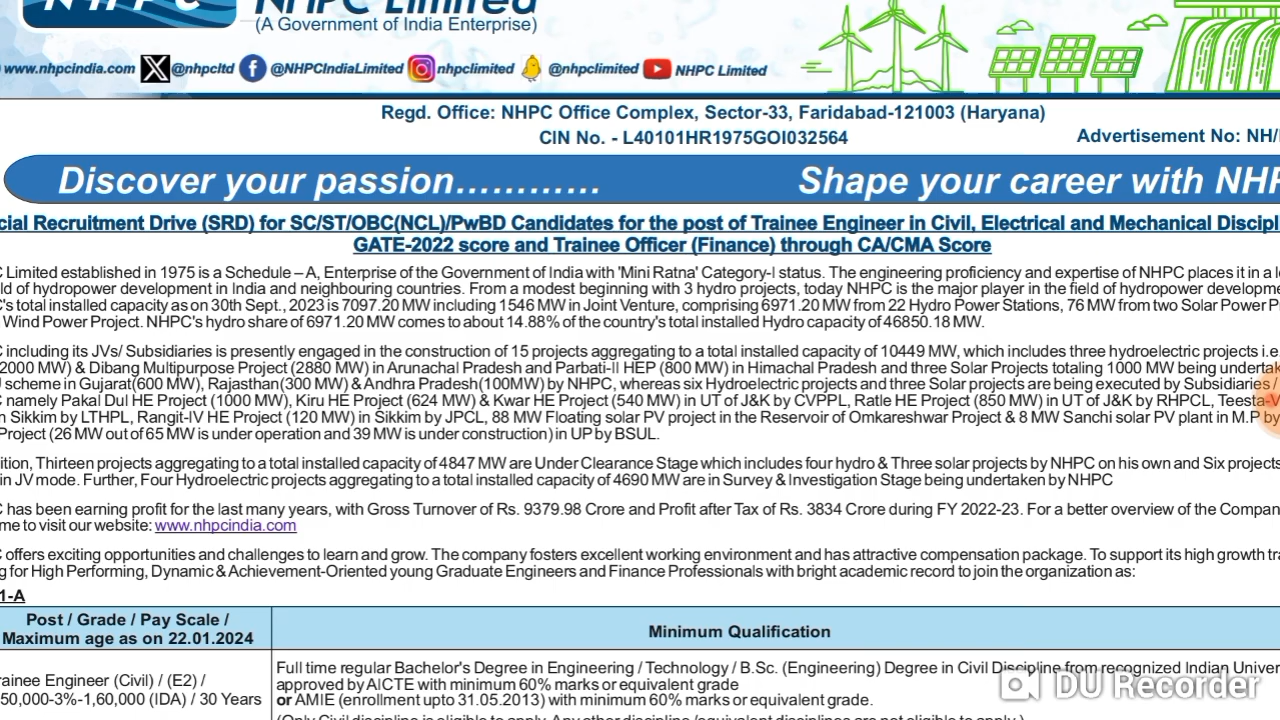 NHPC Limited
(A Government of India Enterprise)
www.nhpcindia.com @nhpcltd @NHPCIndiaLimited nhpclimited @nhpclimited NHPC Limited
Regd. Office: NHPC Office Complex, Sector-33, Faridabad-121003 (Haryana)
CIN No. - L40101HR1975GOI032564
Advertisement No: NH/
Discover your passion………… Shape your career with NHP
cial Recruitment Drive (SRD) for SC/ST/OBC(NCL)/PwBD Candidates for the post of Trainee Engineer in Civil, Electrical and Mechanical Discipl
GATE-2022 score and Trainee Officer (Finance) through CA/CMA Score
C Limited established in 1975 is a Schedule – A, Enterprise of the Government of India with 'Mini Ratna' Category-I status. The engineering proficiency and expertise of NHPC places it in a
ld of hydropower development in India and neighbouring countries. From a modest beginning with 3 hydro projects, today NHPC is the major player in the field of hydropower developme
C's total installed capacity as on 30th Sept., 2023 is 7097.20 MW including 1546 MW in Joint Venture, comprising 6971.20 MW from 22 Hydro Power Stations, 76 MW from two Solar Power P
Wind Power Project. NHPC's hydro share of 6971.20 MW comes to about 14.88% of the country's total installed Hydro capacity of 46850.18 MW.
C including its JVs/ Subsidiaries is presently engaged in the construction of 15 projects aggregating to a total installed capacity of 10449 MW, which includes three hydroelectric projects i.e.
2000 MW) & Dibang Multipurpose Project (2880 MW) in Arunachal Pradesh and Parbati-II HEP (800 MW) in Himachal Pradesh and three Solar Projects totaling 1000 MW being undertak
scheme in Gujarat(600 MW), Rajasthan(300 MW) & Andhra Pradesh(100MW) by NHPC, whereas six Hydroelectric projects and three Solar projects are being executed by Subsidiaries /
C namely Pakal Dul HE Project (1000 MW), Kiru HE Project (624 MW) & Kwar HE Project (540 MW) in UT of J&K by CVPPL, Ratle HE Project (850 MW) in UT of J&K by RHPCL, Teesta-V
n Sikkim by LTHPL, Rangit-IV HE Project (120 MW) in Sikkim by JPCL, 88 MW Floating solar PV project in the Reservoir of Omkareshwar Project & 8 MW Sanchi solar PV plant in M.P by
Project (26 MW out of 65 MW is under operation and 39 MW is under construction) in UP by BSUL.
ition, Thirteen projects aggregating to a total installed capacity of 4847 MW are Under Clearance Stage which includes four hydro & Three solar projects by NHPC on his own and Six projects
in JV mode. Further, Four Hydroelectric projects aggregating to a total installed capacity of 4690 MW are in Survey & Investigation Stage being undertaken by NHPC
C has been earning profit for the last many years, with Gross Turnover of Rs. 9379.98 Crore and Profit after Tax of Rs. 3834 Crore during FY 2022-23. For a better overview of the Compan
me to visit our website: www.nhpcindia.com
C offers exciting opportunities and challenges to learn and grow. The company fosters excellent working environment and has attractive compensation package. To support its high growth tra
g for High Performing, Dynamic & Achievement-Oriented young Graduate Engineers and Finance Professionals with bright academic record to join the organization as:
1-A
Post / Grade / Pay Scale /
Maximum age as on 22.01.2024
Minimum Qualification
rainee Engineer (Civil) / (E2) /
50,000-3%-1,60,000 (IDA) / 30 Years
Full time regular Bachelor's Degree in Engineering / Technology / B.Sc. (Engineering) Degree in Civil Discipline from recognized Indian Univer
approved by AICTE with minimum 60% marks or equivalent grade
or AMIE (enrollment upto 31.05.2013) with minimum 60% marks or equivalent grade.
(Only Civil discipline is eligible to apply. Any other discipline /equivalent disciplines are not eligible to apply.)
DU Recorder